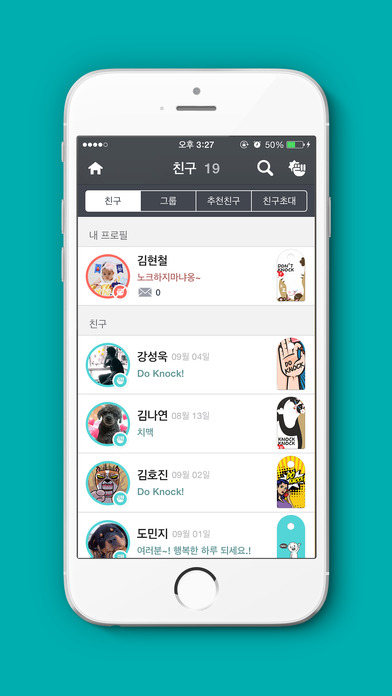 오후 3:27
50%
친구 19
친구
그룹
추천친구
친구초대
내 프로필
김현철
노크하지마냐옹~
0
DON'T
KNOCK
친구
강성욱 09월 04일
Do Knock!
DO
KNOCK
김나연 08월 13일
치맥
KNOCK
KNOCK
김호진 09월 02일
Do Knock!
DO
KNOCK
도민지 09월 01일
여러분~! 행복한 하루 되세요.!